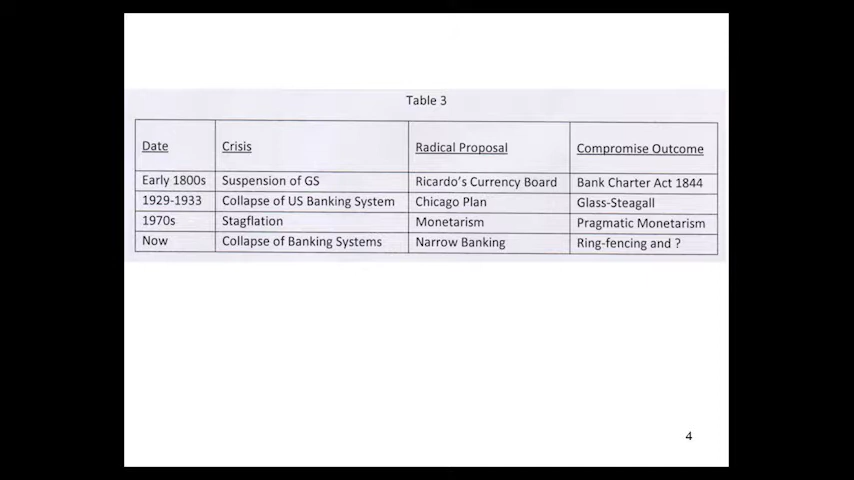 Table 3
Date Crisis Radical Proposal Compromise Outcome
Early 1800s Suspension of GS Ricardo's Currency Board Bank Charter Act 1844
1929-1933 Collapse of US Banking System Chicago Plan Glass-Steagall
1970s Stagflation Monetarism Pragmatic Monetarism
Now Collapse of Banking Systems Narrow Banking Ring-fencing and ?
4